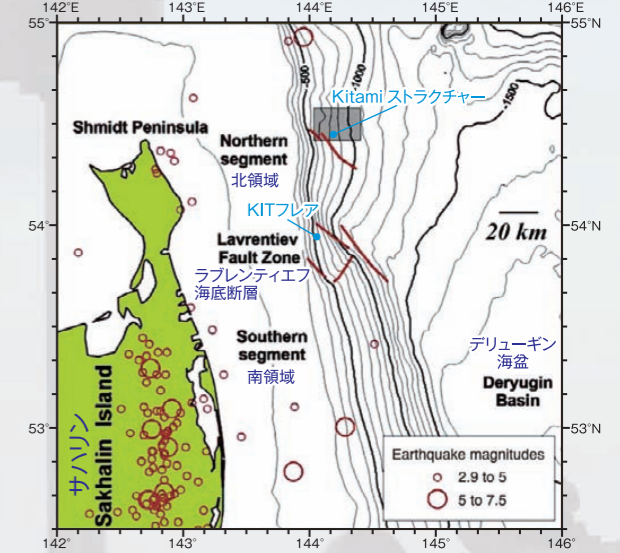 142°E
143°E
144°E
145°E
146°E
55°N
-500
-1000
-1500
Kitami ストラクチャー
Shmidt Peninsula
Northern
segment
北領域
KITフレア
54°N
20 km
Lavrentiev
Fault Zone
ラブレンティエフ
海底断層
Southern
segment
南領域
デリューギン
海盆
Deryugin
Basin
サハリン
Sakhalin Island
53°N
Earthquake magnitudes
2.9 to 5
5 to 7.5
142°
143°
144°
145°
146°